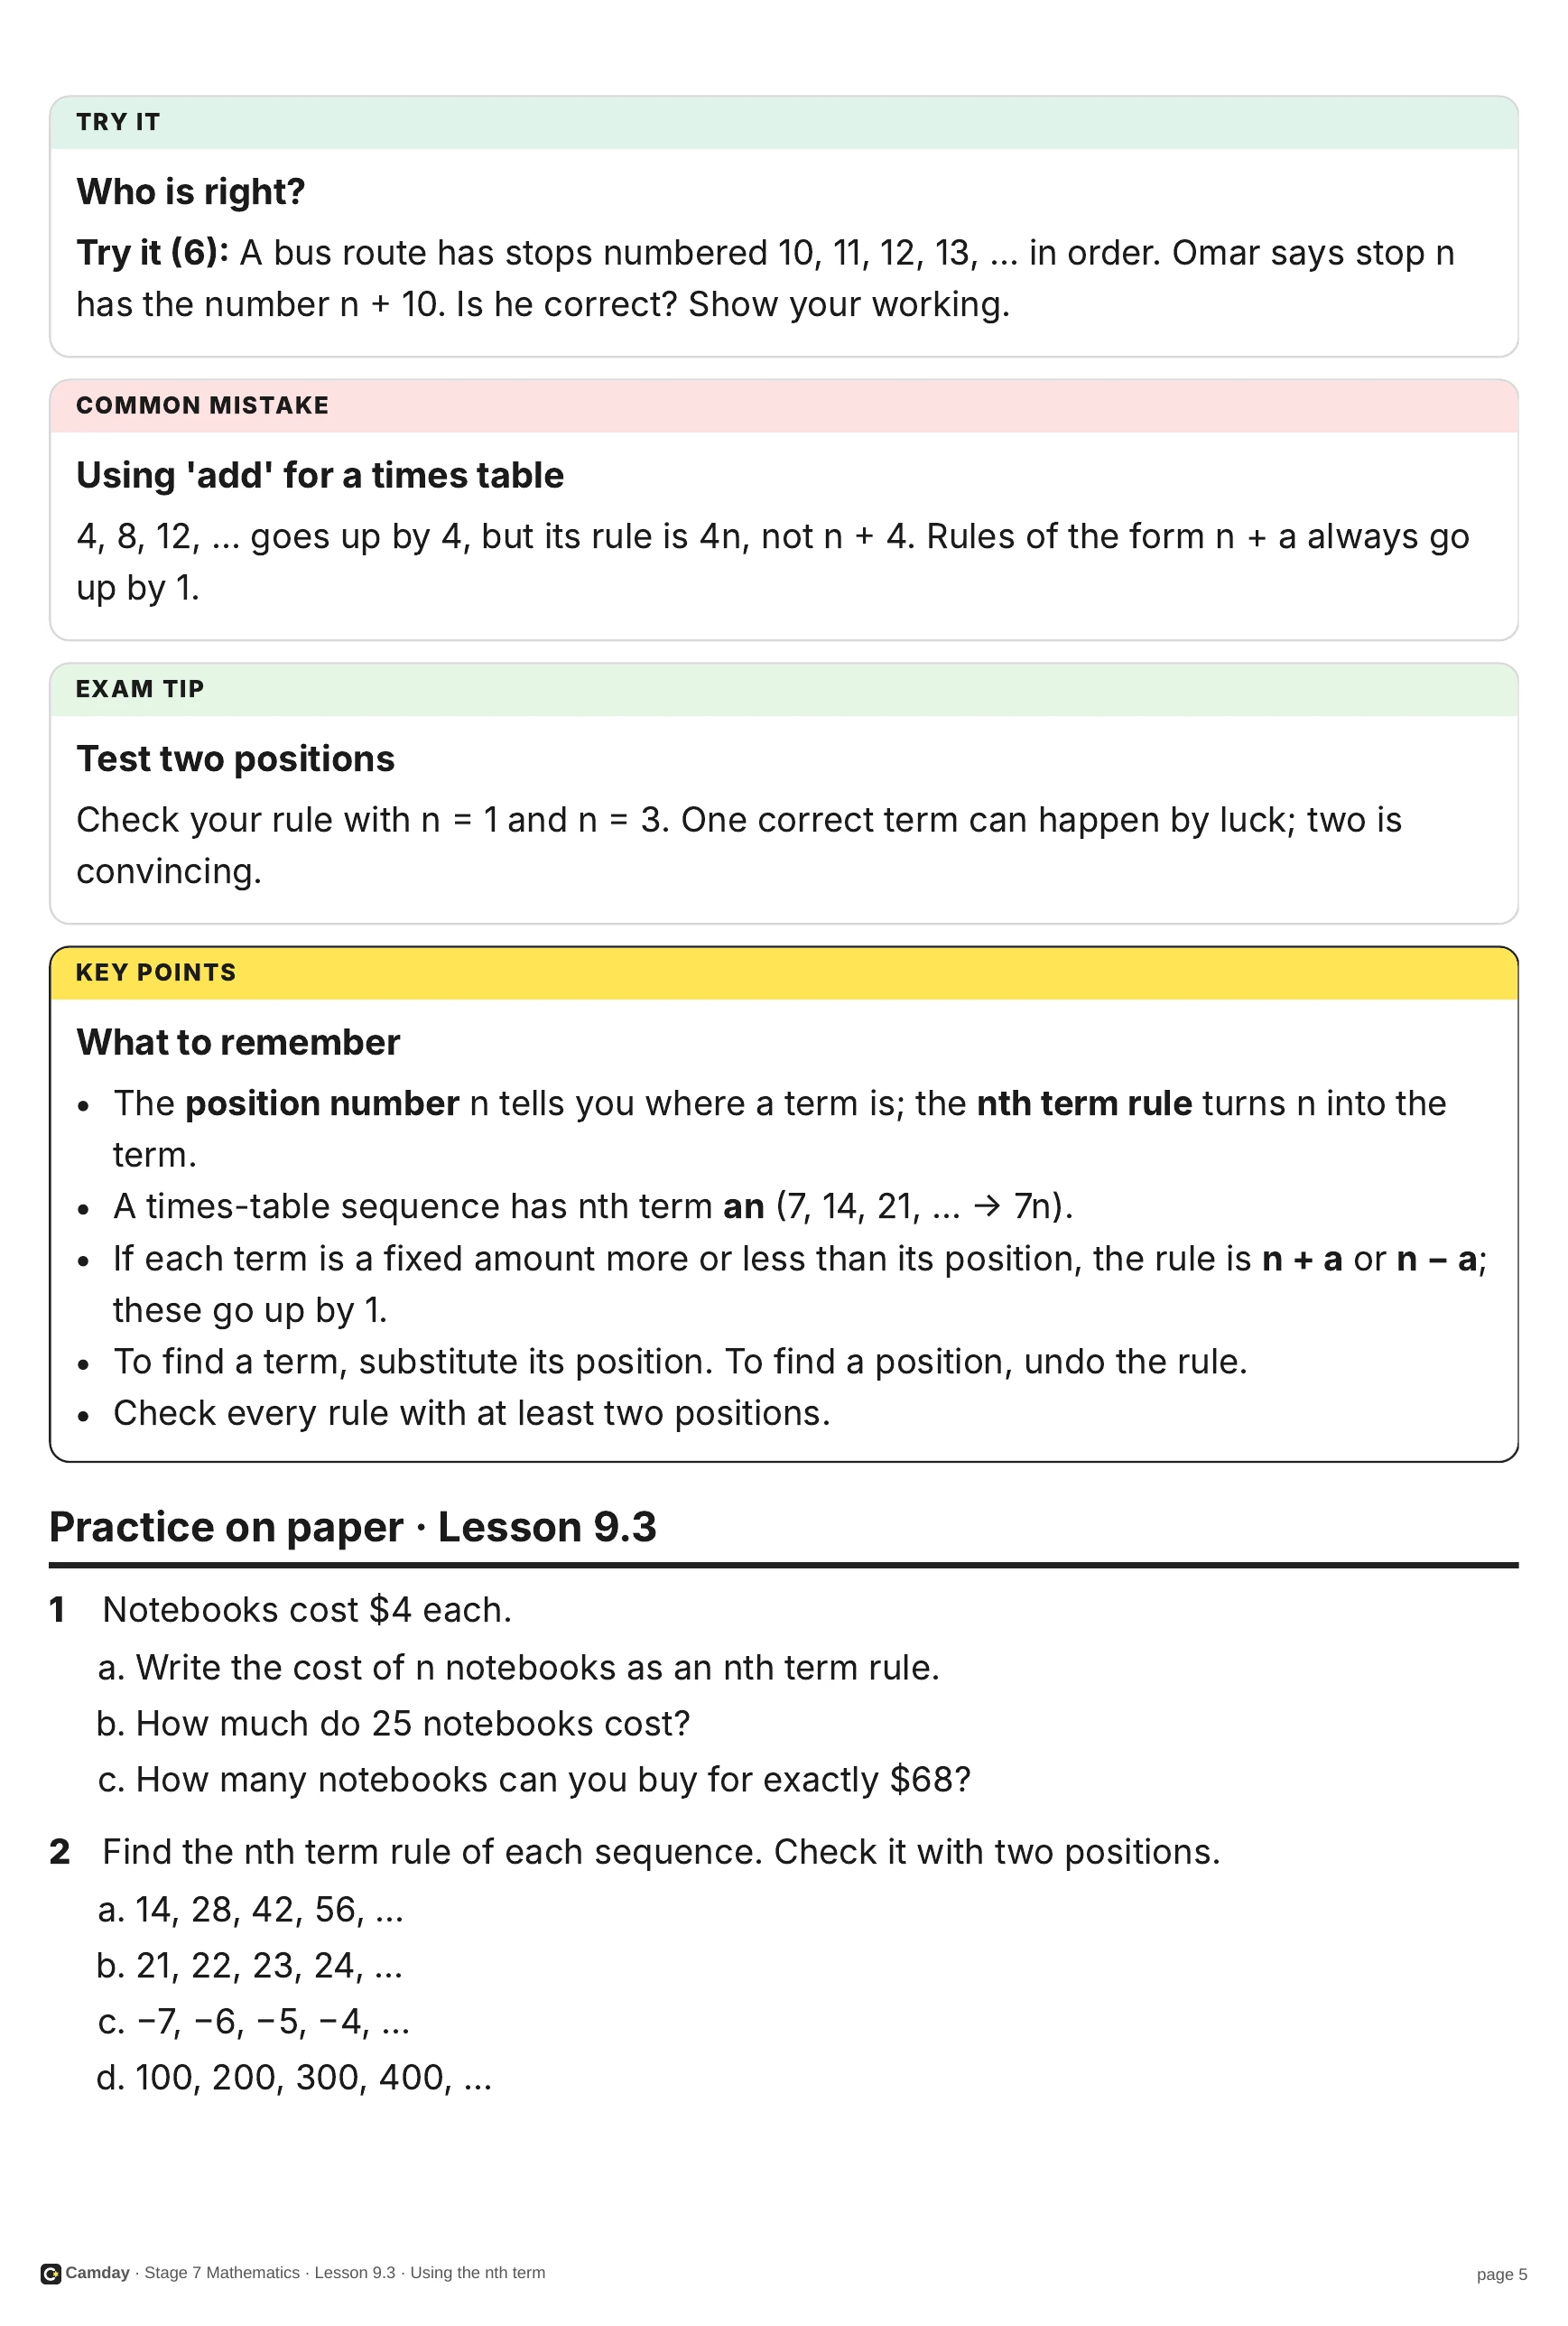 TRY IT
Who is right?
Try it (6): A bus route has stops numbered 10, 11, 12, 13, … in order. Omar says stop n
has the number n + 10. Is he correct? Show your working.
COMMON MISTAKE
Using 'add' for a times table
4, 8, 12, … goes up by 4, but its rule is 4n, not n + 4. Rules of the form n + a always go
up by 1.
EXAM TIP
Test two positions
Check your rule with n = 1 and n = 3. One correct term can happen by luck; two is
convincing.
KEY POINTS
What to remember
• The position number n tells you where a term is; the nth term rule turns n into the
term.
• A times-table sequence has nth term an (7, 14, 21, … → 7n).
• If each term is a fixed amount more or less than its position, the rule is n + a or n − a;
these go up by 1.
• To find a term, substitute its position. To find a position, undo the rule.
• Check every rule with at least two positions.
Practice on paper · Lesson 9.3
1 Notebooks cost $4 each.
a. Write the cost of n notebooks as an nth term rule.
b. How much do 25 notebooks cost?
c. How many notebooks can you buy for exactly $68?
2 Find the nth term rule of each sequence. Check it with two positions.
a. 14, 28, 42, 56, …
b. 21, 22, 23, 24, …
c. −7, −6, −5, −4, …
d. 100, 200, 300, 400, …
Camday · Stage 7 Mathematics · Lesson 9.3 · Using the nth term
page 5